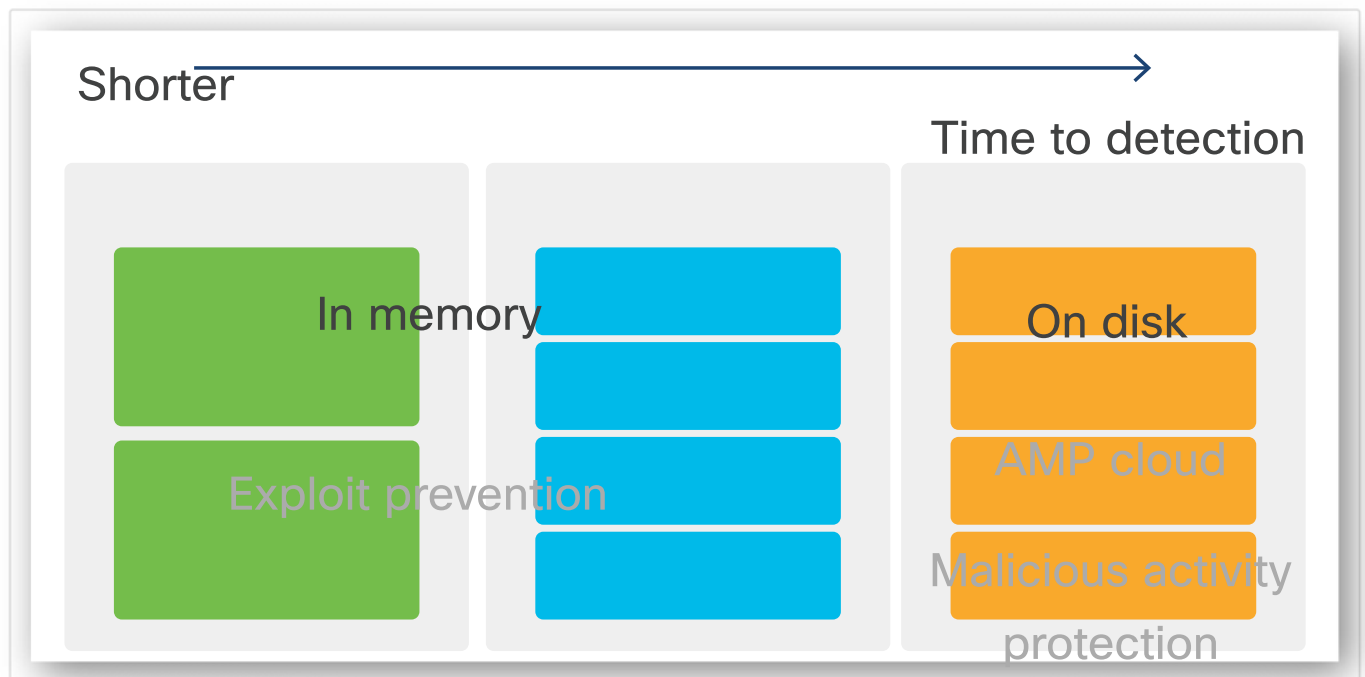 Shorter
Time to detection
In memory
On disk
Exploit prevention
AMP cloud
Malicious activity
protection